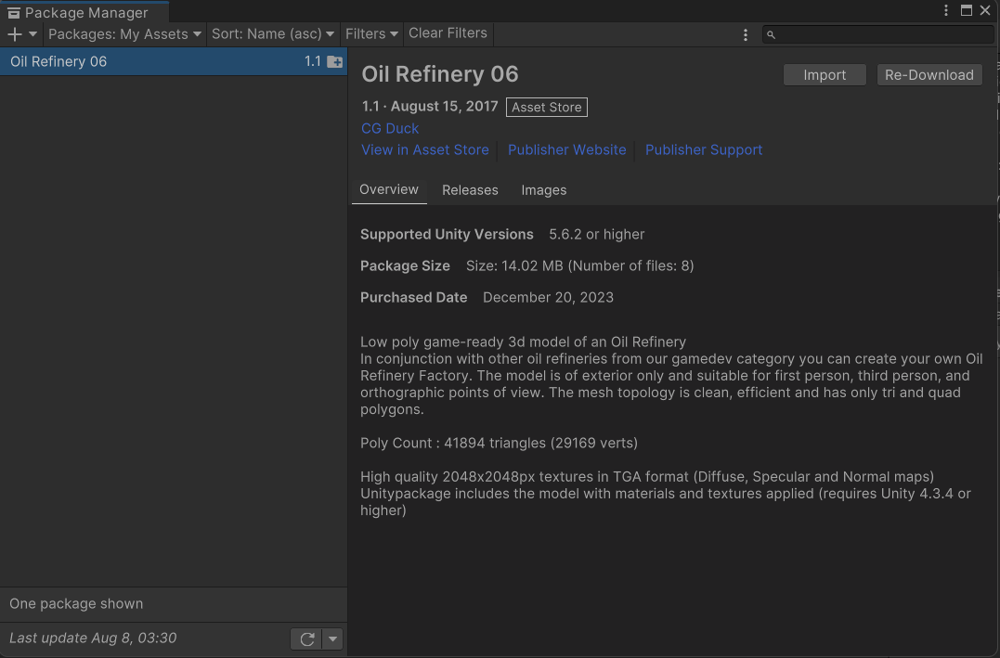 Package Manager
Packages: My Assets Sort: Name (asc) Filters Clear Filters
Oil Refinery 06 1.1
Oil Refinery 06
Import Re-Download
1.1 · August 15, 2017 Asset Store
CG Duck
View in Asset Store Publisher Website Publisher Support
Overview Releases Images
Supported Unity Versions 5.6.2 or higher
Package Size Size: 14.02 MB (Number of files: 8)
Purchased Date December 20, 2023
Low poly game-ready 3d model of an Oil Refinery
In conjunction with other oil refineries from our gamedev category you can create your own Oil
Refinery Factory. The model is of exterior only and suitable for first person, third person, and
orthographic points of view. The mesh topology is clean, efficient and has only tri and quad
polygons.
Poly Count : 41894 triangles (29169 verts)
High quality 2048x2048px textures in TGA format (Diffuse, Specular and Normal maps)
Unitypackage includes the model with materials and textures applied (requires Unity 4.3.4 or
higher)
One package shown
Last update Aug 8, 03:30